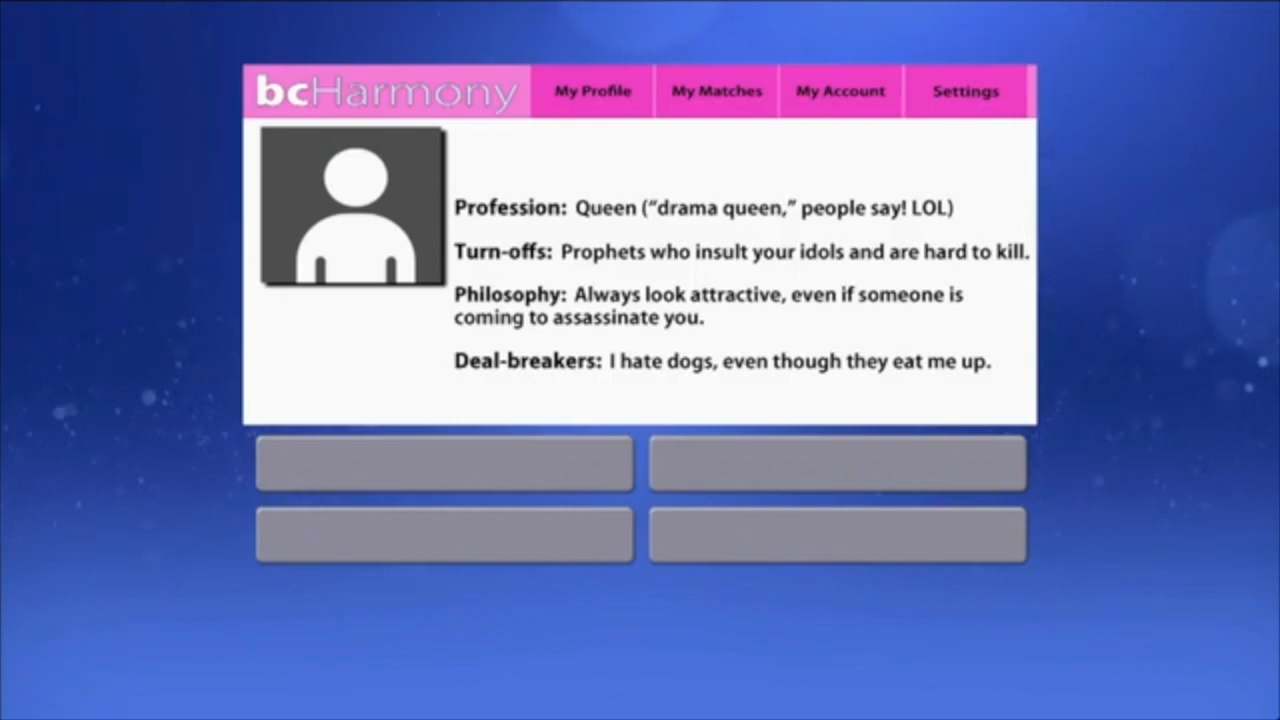 bcHarmony My Profile My Matches My Account Settings
Profession: Queen (“drama queen,” people say! LOL)
Turn-offs: Prophets who insult your idols and are hard to kill.
Philosophy: Always look attractive, even if someone is
coming to assassinate you.
Deal-breakers: I hate dogs, even though they eat me up.